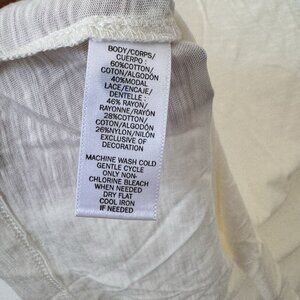 BODY/CORPS/
CUERPO :
60%COTTON/
COTON/ALGODÓN
40%MODAL
LACE/ENCAJE/
DENTELLE :
46% RAYON/
RAYONNE/RAYÓN
28%COTTON/
COTON/ALGODÓN
26%NYLON/NILÓN
EXCLUSIVE OF
DECORATION
MACHINE WASH COLD
GENTLE CYCLE
ONLY NON-
CHLORINE BLEACH
WHEN NEEDED
DRY LOW
COOL IRON
IF NEEDED